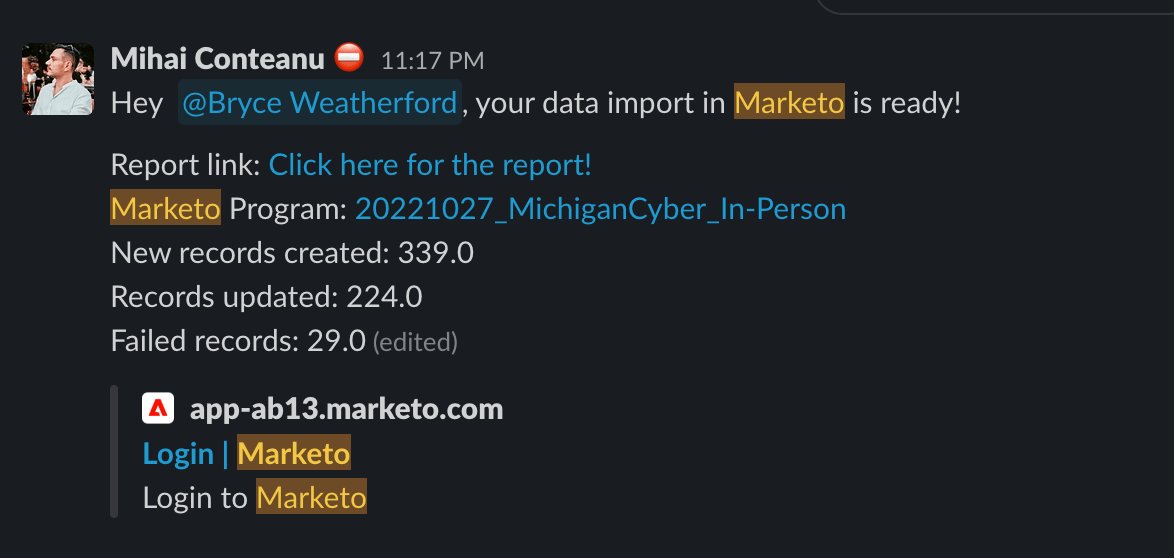 Mihai Conteanu 11:17 PM
Hey @Bryce Weatherford, your data import in Marketo is ready!
Report link: Click here for the report!
Marketo Program: 20221027_MichiganCyber_In-Person
New records created: 339.0
Records updated: 224.0
Failed records: 29.0 (edited)
app-ab13.marketo.com
Login | Marketo
Login to Marketo